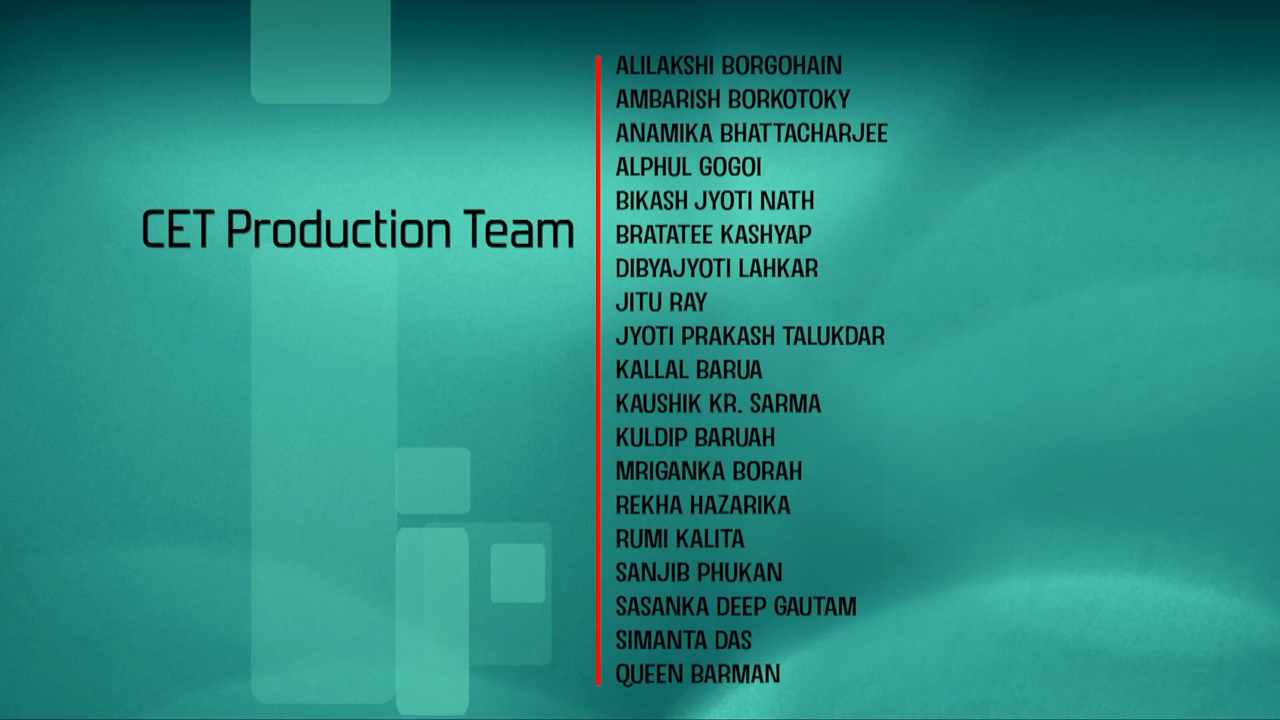 CET Production Team
ALILAKSHI BORGOHAIN
AMBARISH BORKOTOKY
ANAMIKA BHATTACHARJEE
ALPHUL GOGOI
BIKASH JYOTI NATH
BRATATEE KASHYAP
DIBYAJYOTI LAHKAR
JITU RAY
JYOTI PRAKASH TALUKDAR
KALLAL BARUA
KAUSHIK KR. SARMA
KULDIP BARUAH
MRIGANKA BORAH
REKHA HAZARIKA
RUMI KALITA
SANJIB PHUKAN
SASANKA DEEP GAUTAM
SIMANTA DAS
QUEEN BARMAN